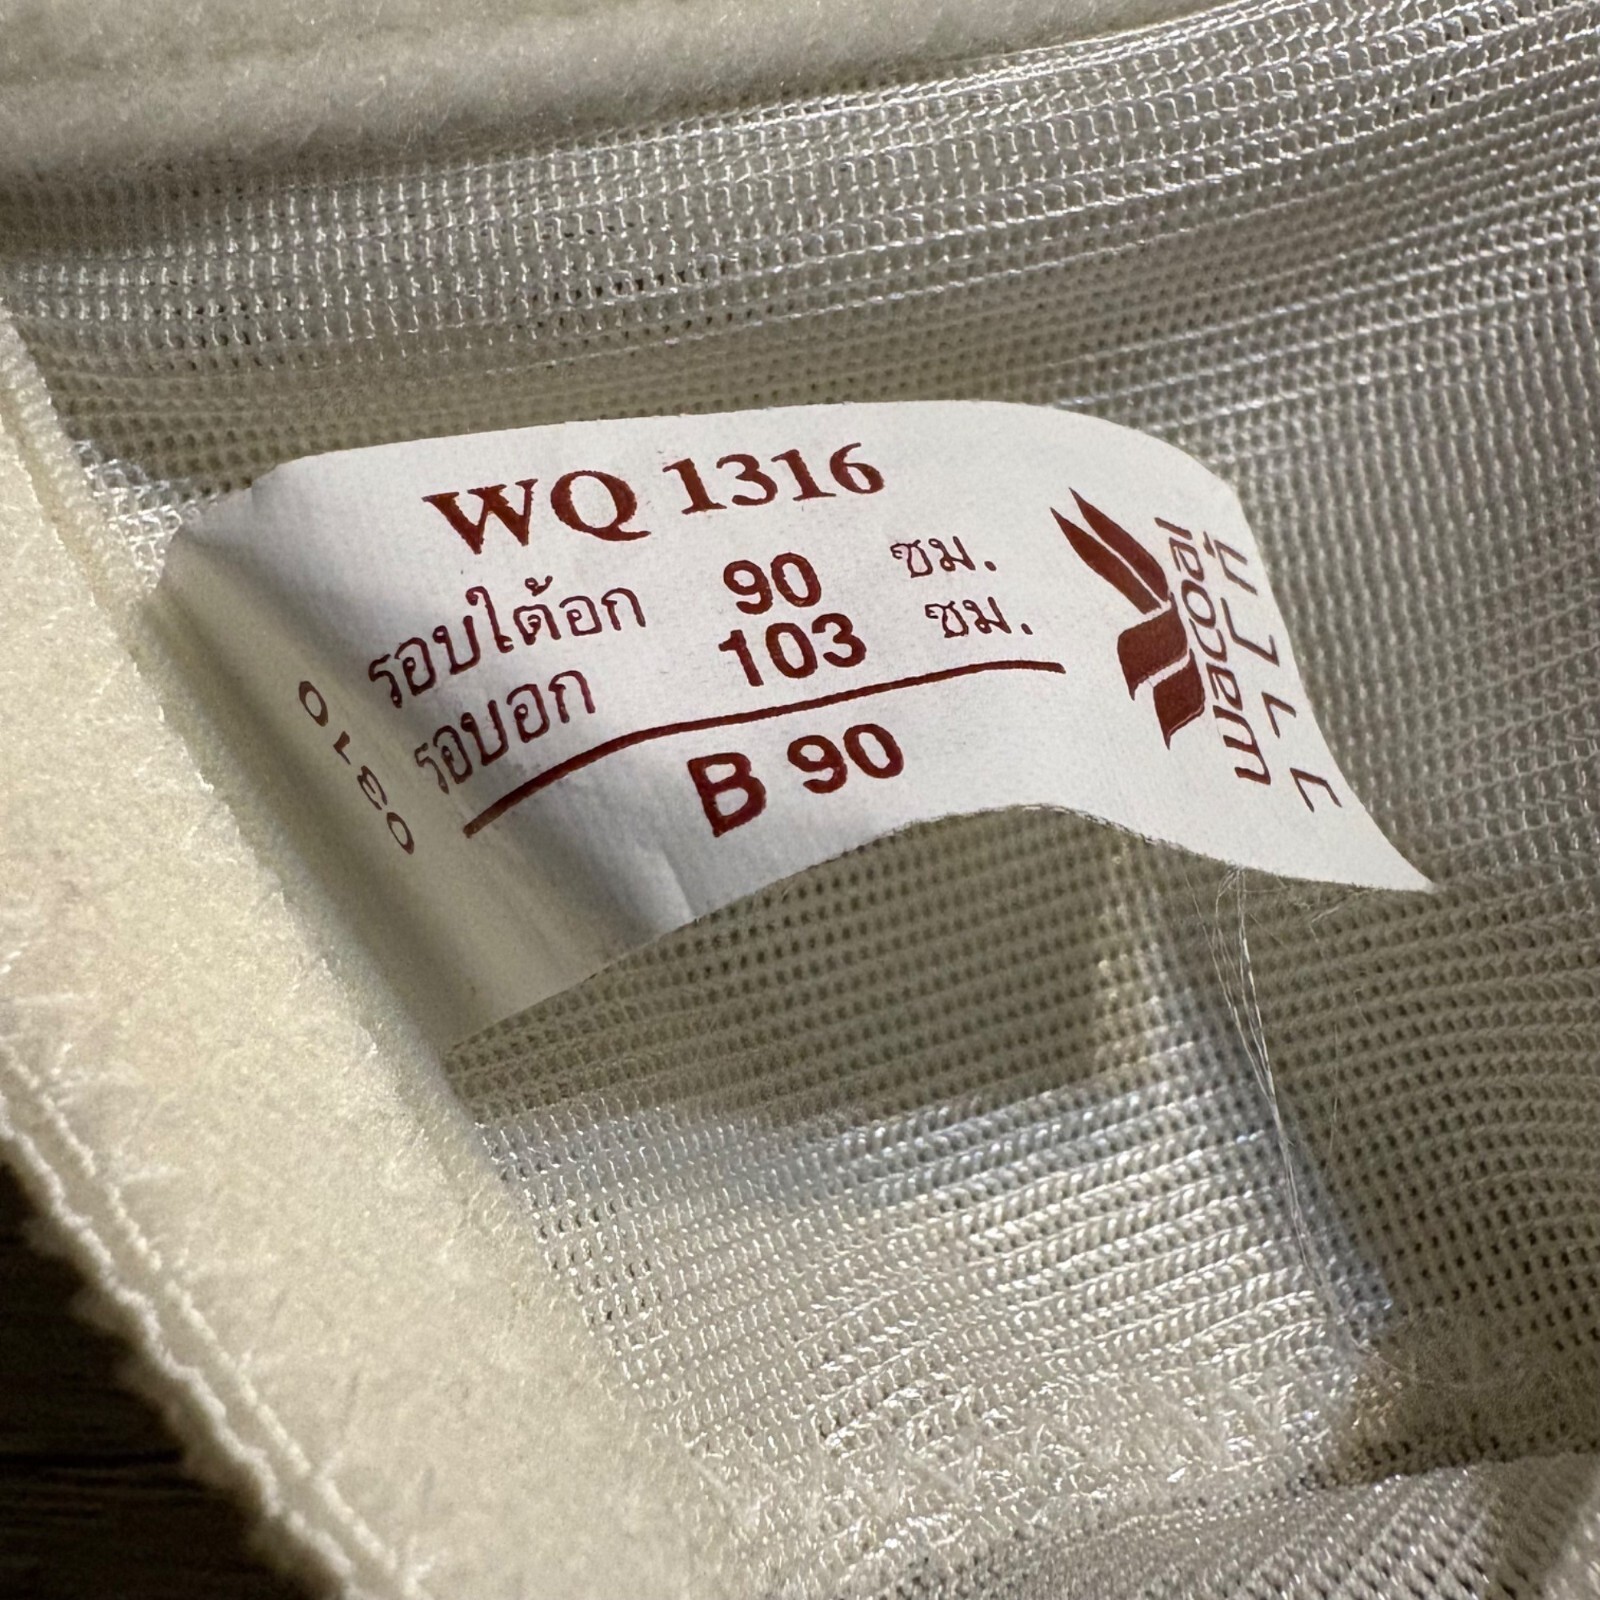 WQ 1316
รอบใต้อก 90 ซม.
รอบอก 103 ซม.
B 90
wacoal
วาโก้